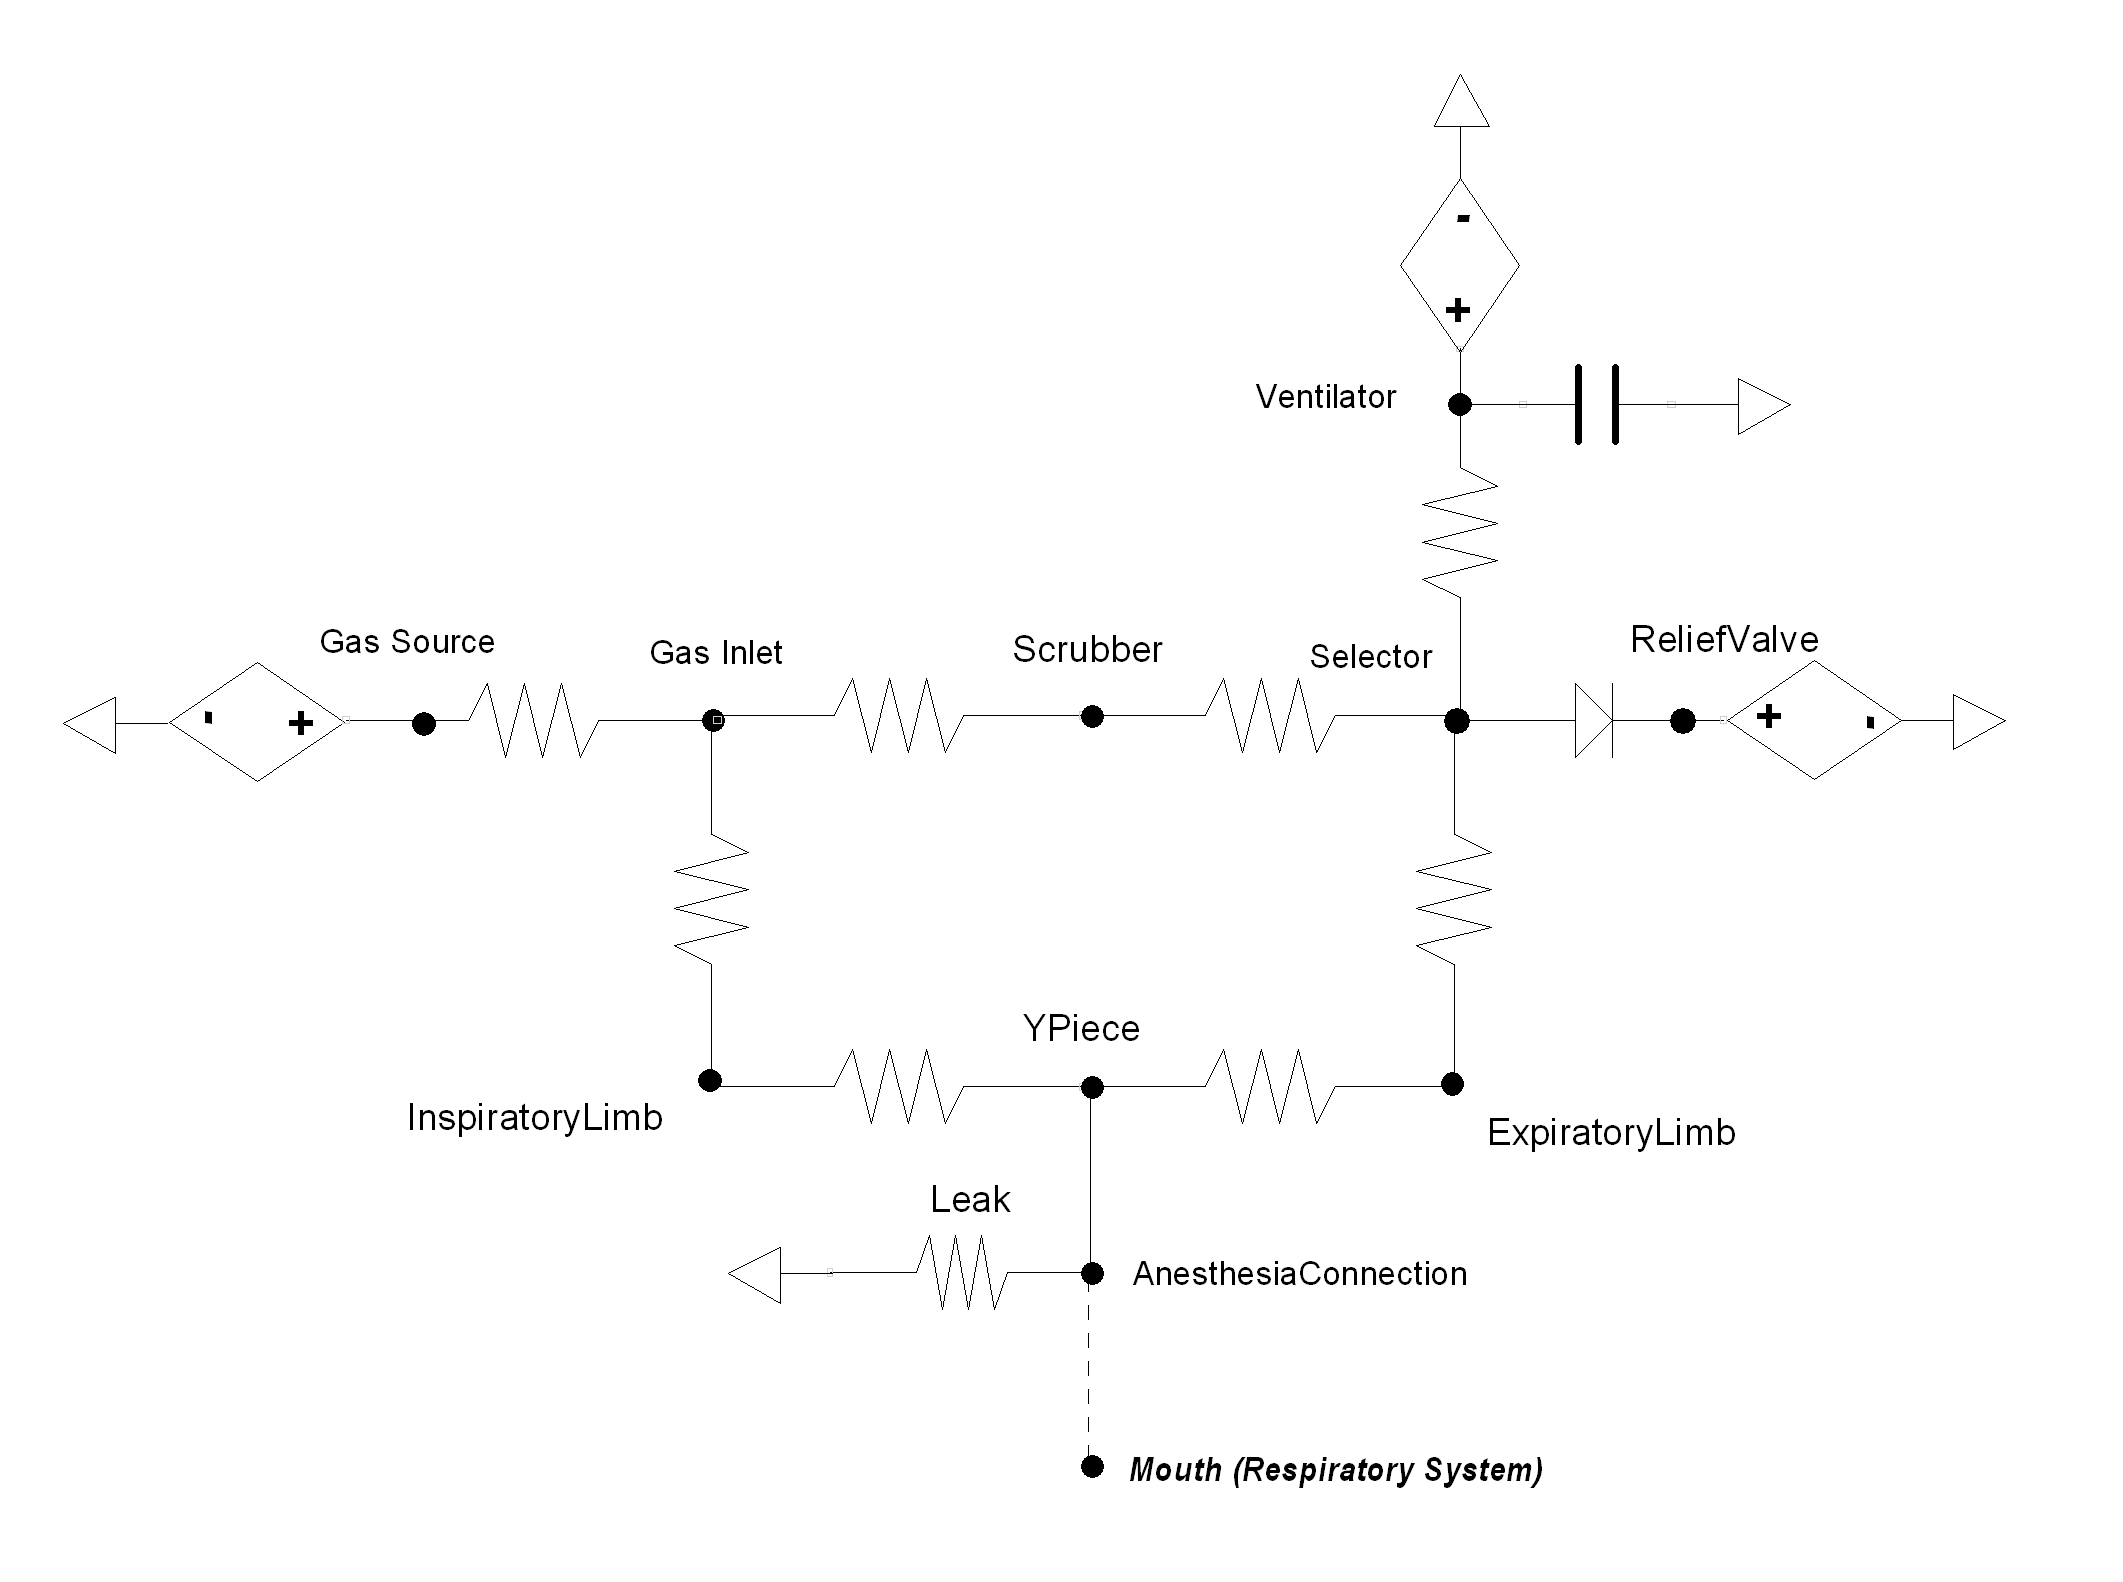 -
+
Ventilator
Gas Source
Gas Inlet
Scrubber
Selector
ReliefValve
- +
+ -
YPiece
InspiratoryLimb
ExpiratoryLimb
Leak
AnesthesiaConnection
Mouth (Respiratory System)